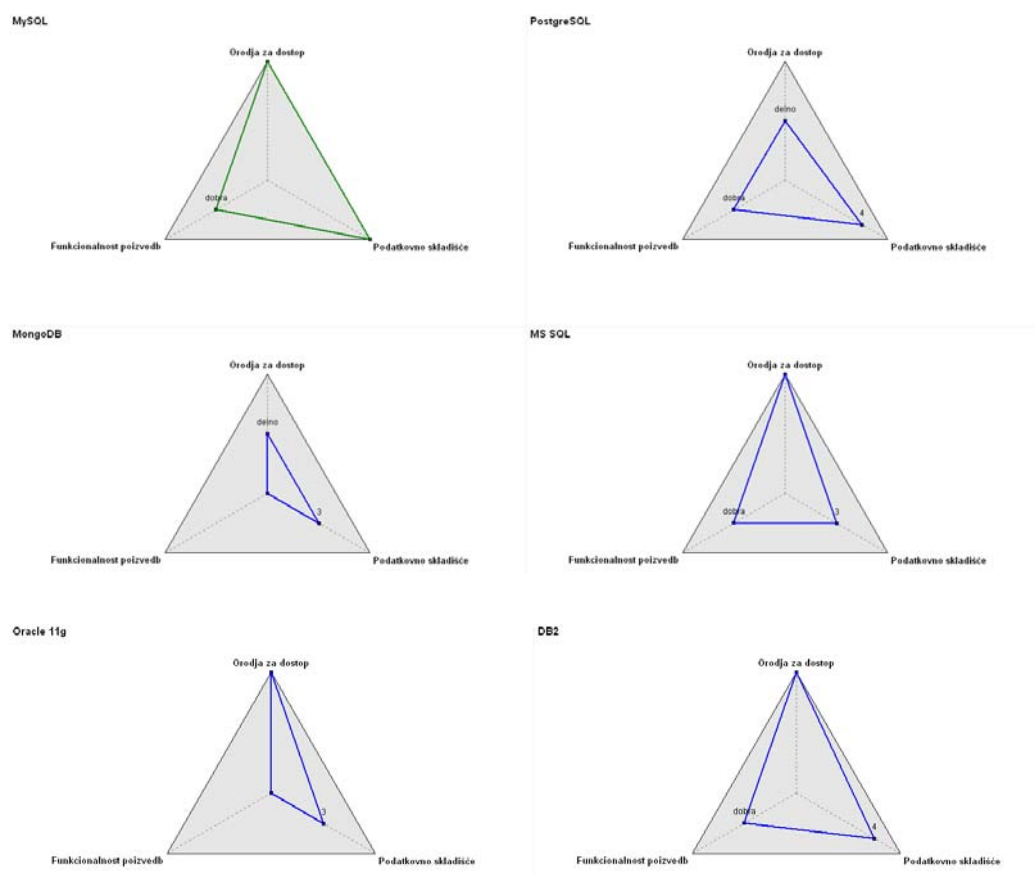 MySQL
Orodja za dostop
dobra
Funkcionalnost poizvedb
Podatkovno skladišče
PostgreSQL
Orodja za dostop
delno
dobra
4
Funkcionalnost poizvedb
Podatkovno skladišče
MongoDB
Orodja za dostop
delno
3
Funkcionalnost poizvedb
Podatkovno skladišče
MS SQL
Orodja za dostop
dobra
3
Funkcionalnost poizvedb
Podatkovno skladišče
Oracle 11g
Orodja za dostop
3
Funkcionalnost poizvedb
Podatkovno skladišče
DB2
Orodja za dostop
dobra
4
Funkcionalnost poizvedb
Podatkovno skladišče